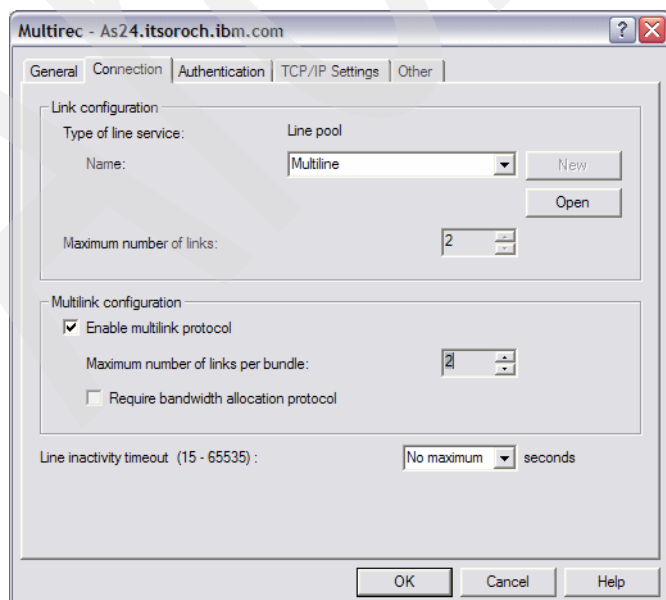 Multirec - As24.itsoroch.ibm.com
General Connection Authentication TCP/IP Settings Other
Link configuration
Type of line service: Line pool
Name: Multiline New
Open
Maximum number of links: 2
Multilink configuration
Enable multilink protocol
Maximum number of links per bundle: 2
Require bandwidth allocation protocol
Line inactivity timeout (15 - 65535) : No maximum seconds
OK Cancel Help